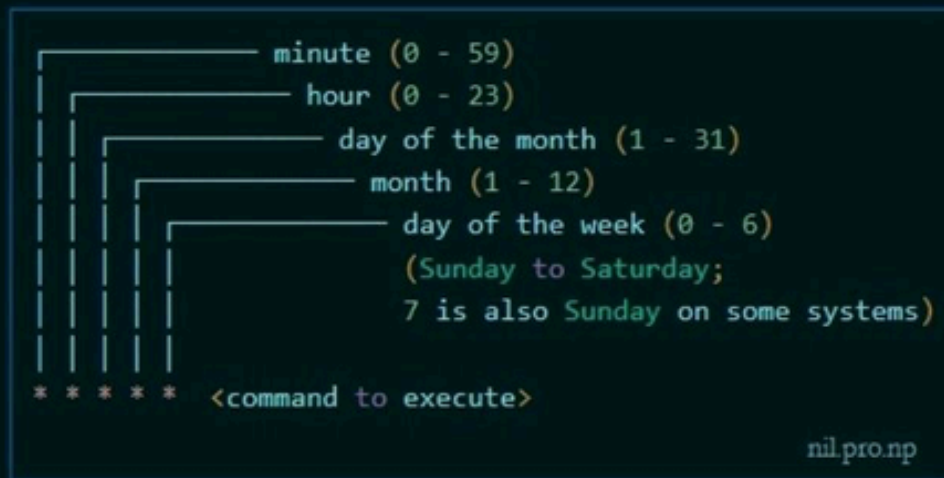 minute (0 - 59)
hour (0 - 23)
day of the month (1 - 31)
month (1 - 12)
day of the week (0 - 6)
(Sunday to Saturday;
7 is also Sunday on some systems)
* * * * * <command to execute>
nil.pro.np